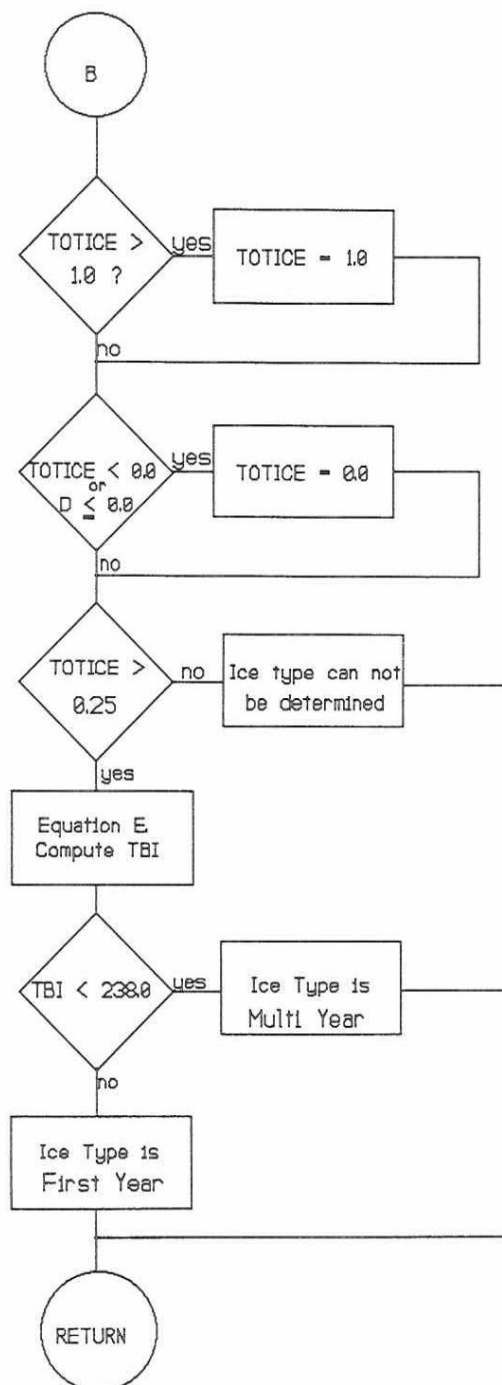 B
TOTICE >
1.0 ?
yes
TOTICE = 1.0
no
TOTICE < 0.0
or
D ≤ 0.0
yes
TOTICE = 0.0
no
TOTICE >
0.25
no
Ice type can not
be determined
yes
Equation E.
Compute TBI
TBI < 238.0
yes
Ice Type is
Multi Year
no
Ice Type is
First Year
RETURN